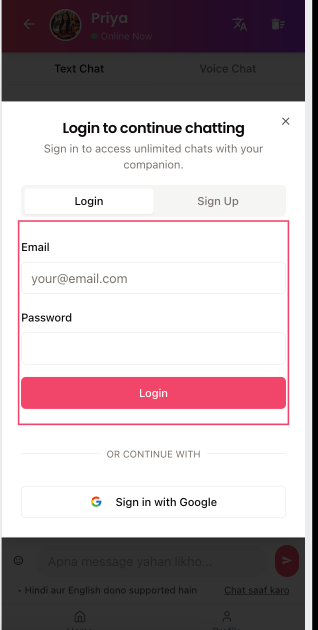 Priya
Online Now
Text Chat
Voice Chat
×
Login to continue chatting
Sign in to access unlimited chats with your
companion.
Login
Sign Up
Email
your@email.com
Password
Login
OR CONTINUE WITH
Sign in with Google
Apna message yahan likho...
• Hindi aur English dono supported hain
Chat saaf karo